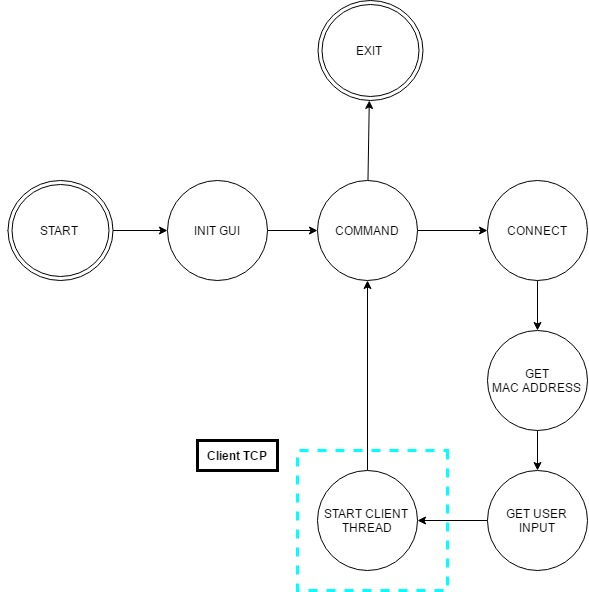 EXIT
START
INIT GUI
COMMAND
CONNECT
GET
MAC ADDRESS
Client TCP
START CLIENT
THREAD
GET USER
INPUT